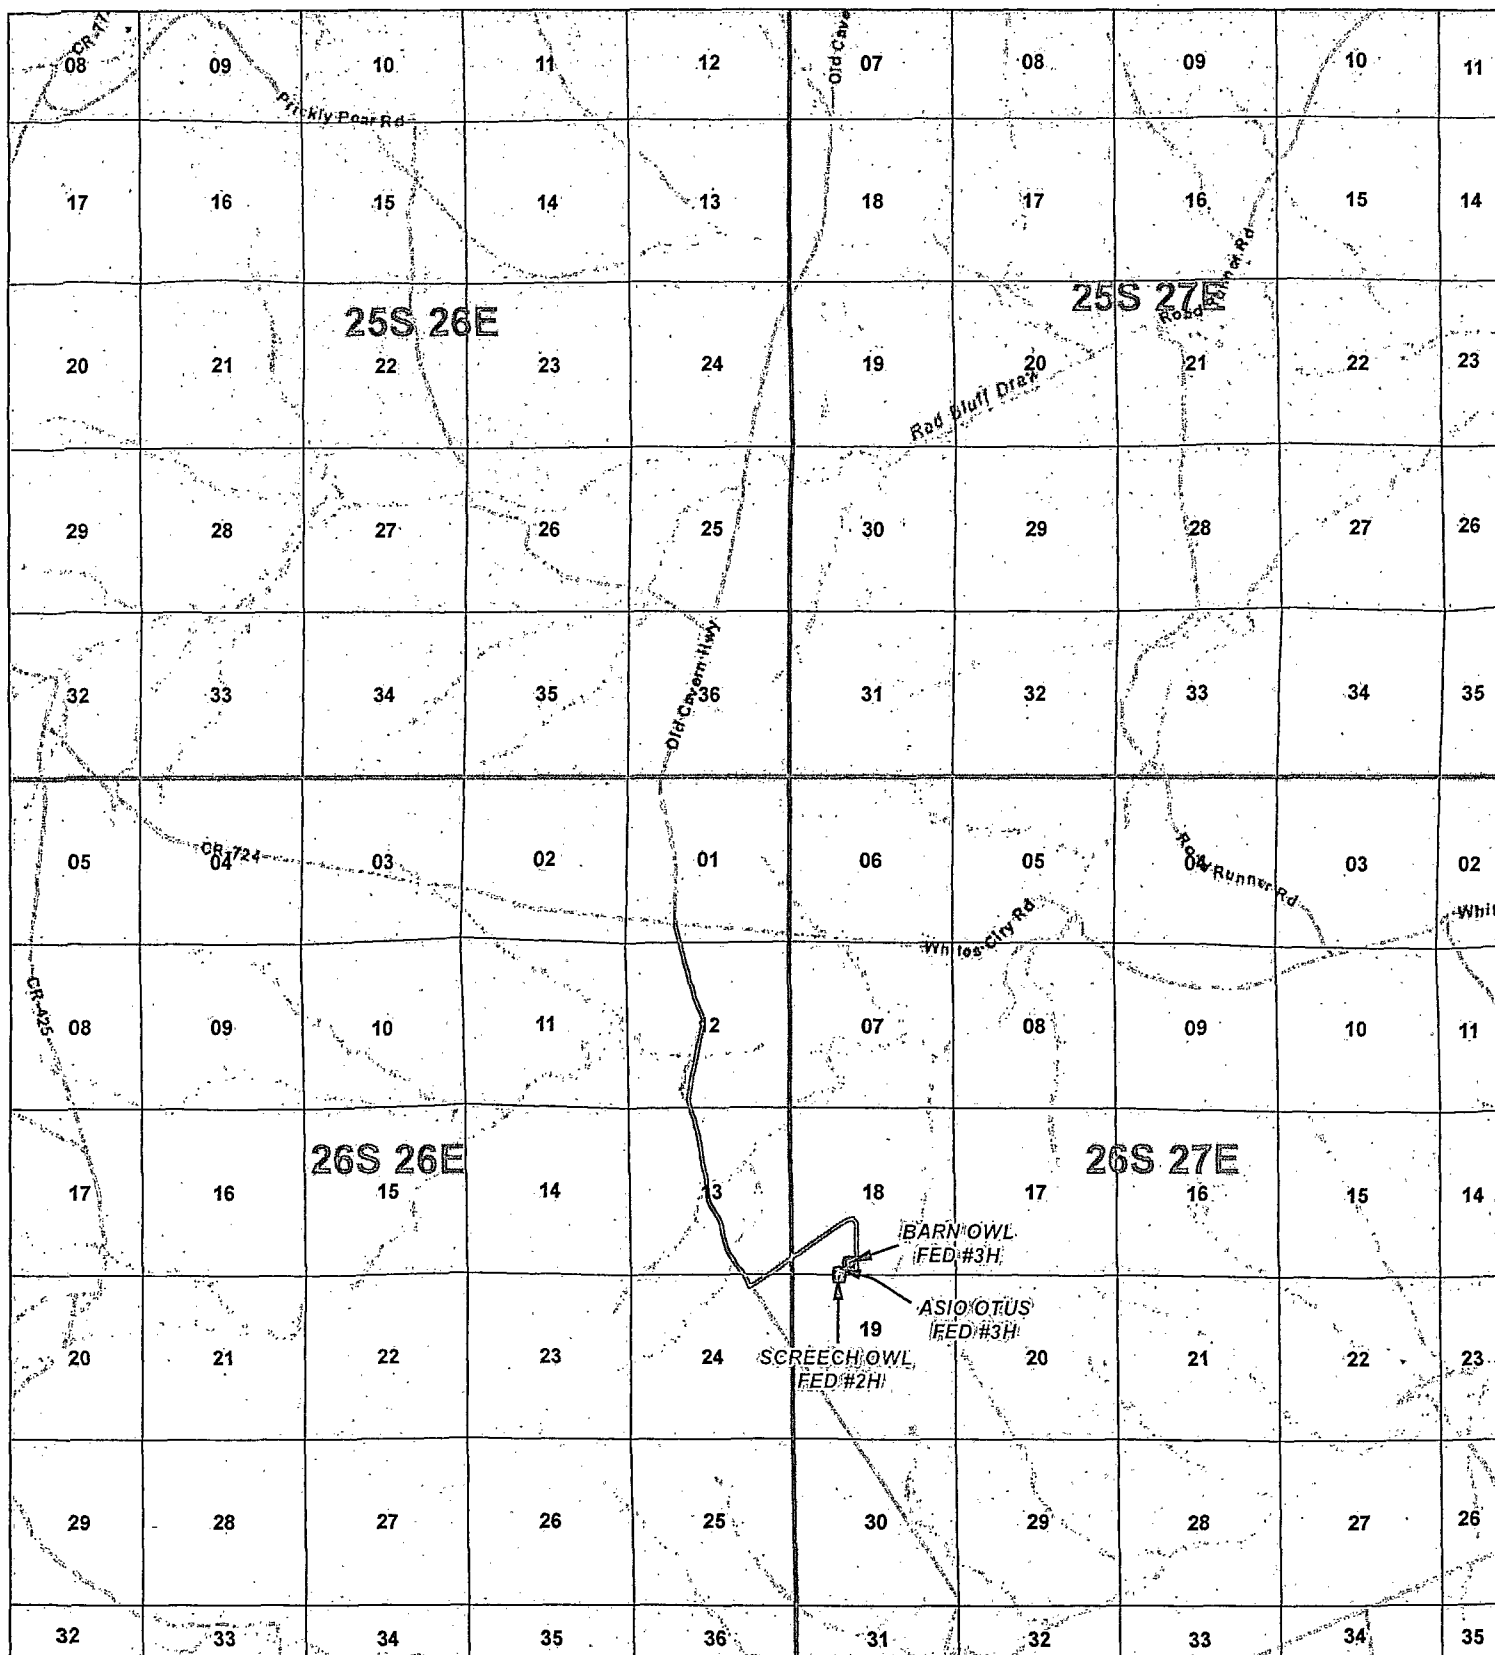 CR-77
08 09 10 11 12 07 08 09 10 11
Old Cave
Prickly Pear Rd
17 16 15 14 13 18 17 16 15 14
25S 26E
25S 27E
Road Runner Rd
20 21 22 23 24 19 20 21 22 23
Red Bluff Draw
29 28 27 26 25 30 29 28 27 26
Old Cavern Hwy
32 33 34 35 36 31 32 33 34 35
05 04 03 02 01 06 05 04 03 02
CR-724
Road Runner Rd
Whites City Rd
Whit
CR-425
08 09 10 11 12 07 08 09 10 11
26S 26E
26S 27E
17 16 15 14 13 18 17 16 15 14
BARN OWL
FED #3H
ASIO OTUS
FED #3H
SCREECH OWL
FED #2H
20 21 22 23 24 19 20 21 22 23
29 28 27 26 25 30 29 28 27 26
32 33 34 35 36 31 32 33 34 35